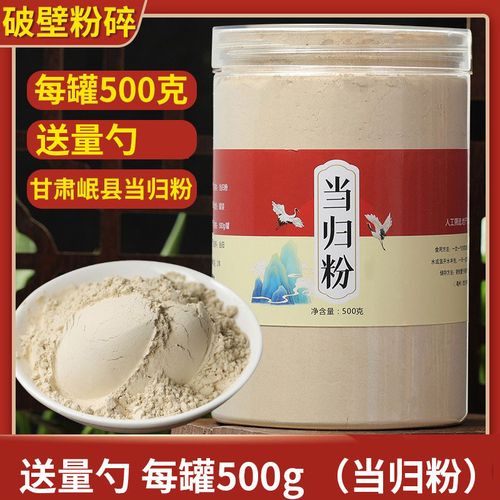 破壁粉碎
每罐500克
送量勺
甘肃岷县当归粉
当归粉
净含量：500克
送量勺 每罐500g （当归粉）